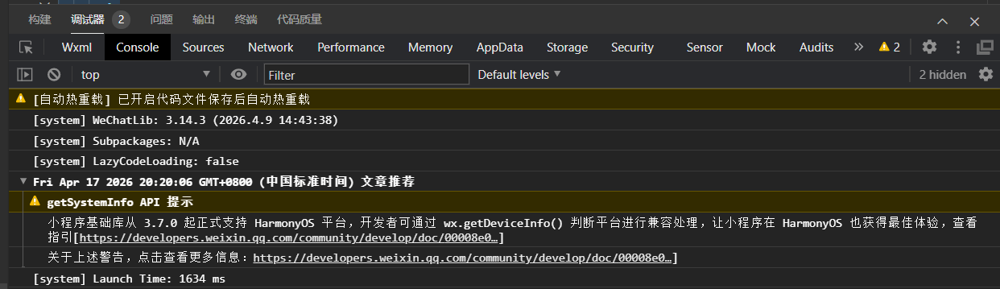 构建 调试器 2 问题 输出 终端 代码质量
Wxml Console Sources Network Performance Memory AppData Storage Security Sensor Mock Audits » 2
top Filter Default levels 2 hidden
[自动热重载] 已开启代码文件保存后自动热重载
[system] WeChatLib: 3.14.3 (2026.4.9 14:43:38)
[system] Subpackages: N/A
[system] LazyCodeLoading: false
Fri Apr 17 2026 20:20:06 GMT+0800 (中国标准时间) 文章推荐
getSystemInfo API 提示
小程序基础库从 3.7.0 起正式支持 HarmonyOS 平台，开发者可通过 wx.getDeviceInfo() 判断平台进行兼容处理，让小程序在 HarmonyOS 也获得最佳体验，查看
指引[https://developers.weixin.qq.com/community/develop/doc/00008e0…]
关于上述警告，点击查看更多信息：https://developers.weixin.qq.com/community/develop/doc/00008e0…]
[system] Launch Time: 1634 ms